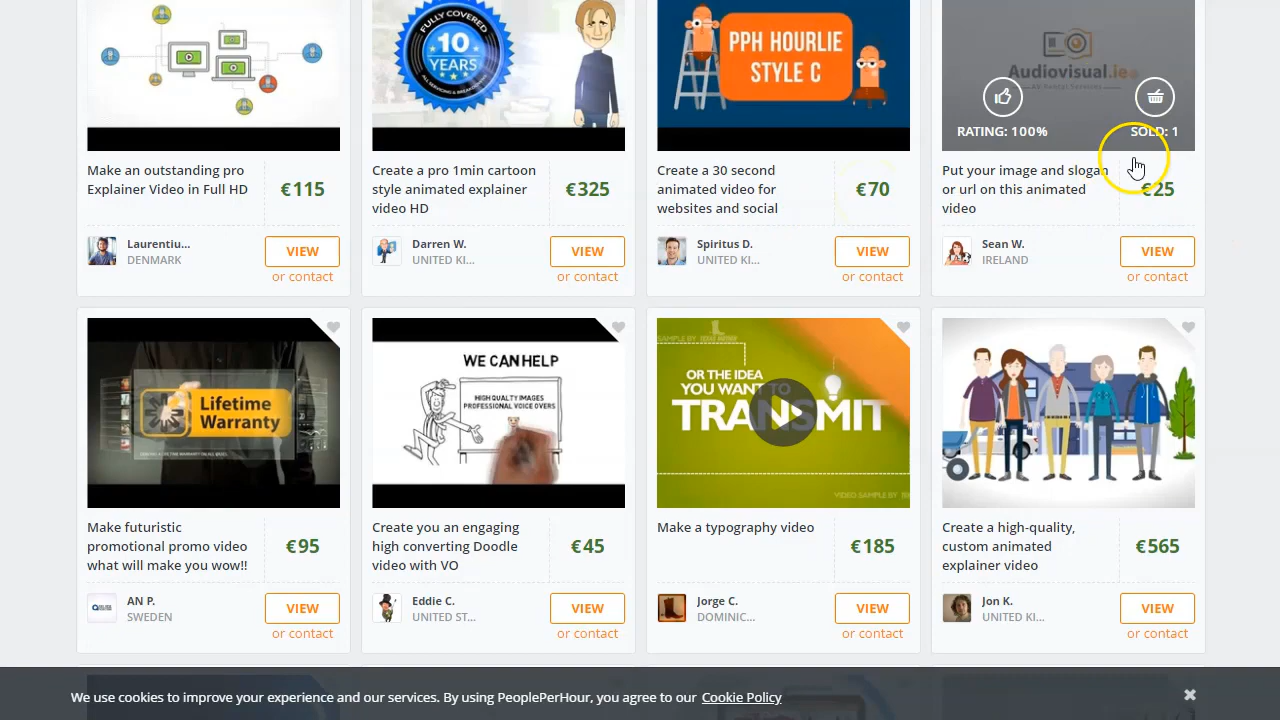 FULLY COVERED
10
YEARS
ALL SERVICING & BREAKDOWN
PPH HOURLIE
STYLE C
Audiovisual.ie
RATING: 100%
SOLD: 1
Make an outstanding pro
Explainer Video in Full HD
€115
Create a pro 1min cartoon
style animated explainer
video HD
€325
Create a 30 second
animated video for
websites and social
€70
Put your image and slogan
or url on this animated
video
€25
Laurentiu...
DENMARK
VIEW
or contact
Darren W.
UNITED KI...
VIEW
or contact
Spiritus D.
UNITED KI...
VIEW
or contact
Sean W.
IRELAND
VIEW
or contact
Lifetime
Warranty
WE CAN HELP
HIGH QUALTY IMAGES
PROFESSIONAL VOICE OVERS
OR THE IDEA
YOU WANT TO
TRANSMIT
Make futuristic
promotional promo video
what will make you wow!!
€95
Create you an engaging
high converting Doodle
video with VO
€45
Make a typography video
€185
Create a high-quality,
custom animated
explainer video
€565
AN P.
SWEDEN
VIEW
or contact
Eddie C.
UNITED ST...
VIEW
or contact
Jorge C.
DOMINIC...
VIEW
or contact
Jon K.
UNITED KI...
VIEW
or contact
We use cookies to improve your experience and our services. By using PeoplePerHour, you agree to our Cookie Policy